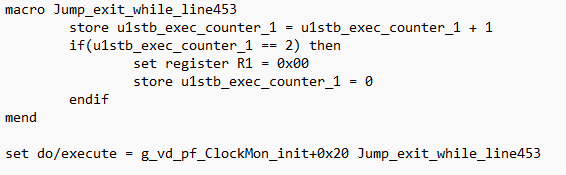 macro Jump_exit_while_line453
store u1stb_exec_counter_1 = u1stb_exec_counter_1 + 1
if(u1stb_exec_counter_1 == 2) then
set register R1 = 0x00
store u1stb_exec_counter_1 = 0
endif
mend
set do/execute = g_vd_pf_ClockMon_init+0x20 Jump_exit_while_line453